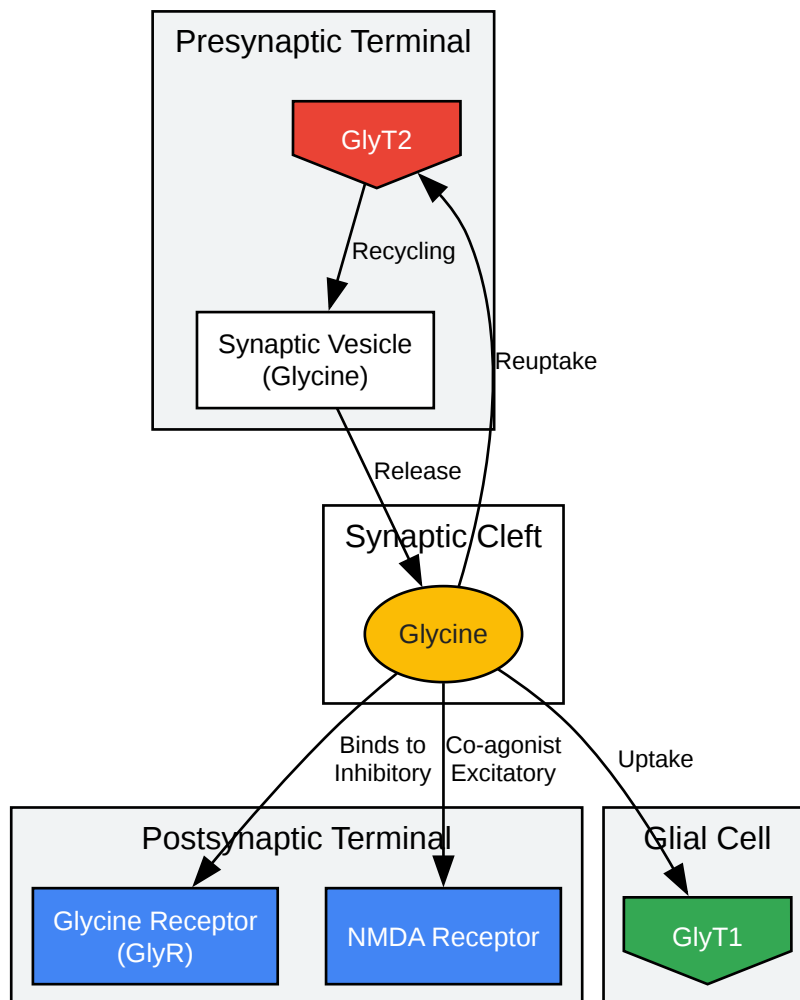 Presynaptic Terminal
GlyT2
Recycling
Synaptic Vesicle
(Glycine)
Reuptake
Release
Synaptic Cleft
Glycine
Binds to
Inhibitory
Co-agonist
Excitatory
Uptake
Postsynaptic Terminal
Glial Cell
Glycine Receptor
(GlyR)
NMDA Receptor
GlyT1